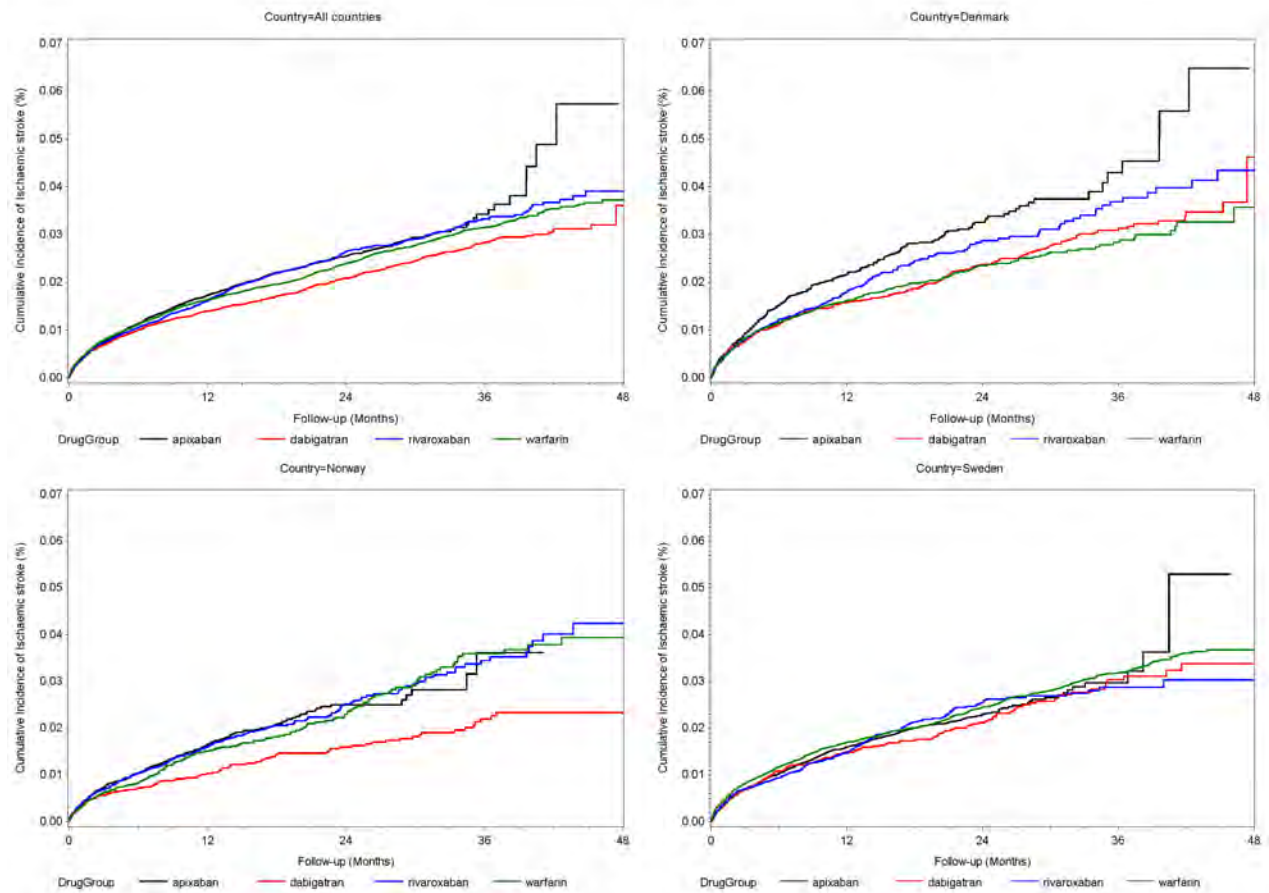 Country=All countries
Cumulative Incidence of Ischaemic stroke (%)
0.07
0.06
0.05
0.04
0.03
0.02
0.01
0.00
0 12 24 36 48
Follow-up (Months)
DrugGroup apixaban dabigatran rivaroxaban warfarin
Country=Denmark
Cumulative Incidence of Ischaemic stroke (%)
0.07
0.06
0.05
0.04
0.03
0.02
0.01
0.00
0 12 24 36 48
Follow-up (Months)
DrugGroup apixaban dabigatran rivaroxaban warfarin
Country=Norway
Cumulative Incidence of Ischaemic stroke (%)
0.07
0.06
0.05
0.04
0.03
0.02
0.01
0.00
0 12 24 36 48
Follow-up (Months)
DrugGroup apixaban dabigatran rivaroxaban warfarin
Country=Sweden
Cumulative Incidence of Ischaemic stroke (%)
0.07
0.06
0.05
0.04
0.03
0.02
0.01
0.00
0 12 24 36 48
Follow-up (Months)
DrugGroup apixaban dabigatran rivaroxaban warfarin